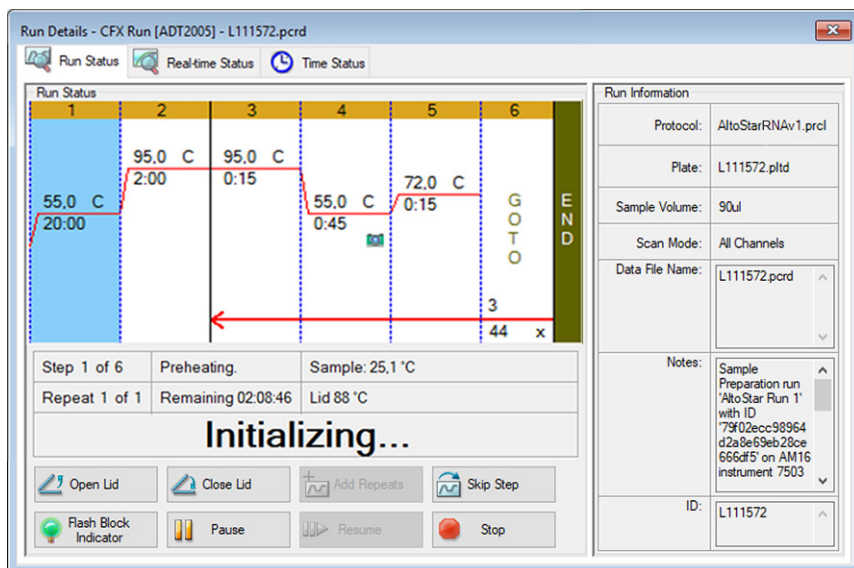 Run Details - CFX Run [ADT2005] - L111572.pcrd
Run Status
Real-time Status
Time Status
Run Status
1 2 3 4 5 6
95,0 C 95,0 C
2:00 0:15
72,0 C
0:15
55,0 C
20:00
55,0 C
0:45
GOTO
END
3
44 x
Step 1 of 6 Preheating. Sample: 25,1 °C
Repeat 1 of 1 Remaining 02:08:46 Lid 88 °C
Initializing...
Open Lid
Close Lid
Add Repeats
Skip Step
Flash Block
Indicator
Pause
Resume
Stop
Run Information
Protocol: AltoStarRNAv1.prcl
Plate: L111572.pltd
Sample Volume: 90ul
Scan Mode: All Channels
Data File Name: L111572.pcrd
Notes: Sample
Preparation run
'AltoStar Run 1'
with ID
'79f02ecc98964
d2a8e69eb28ce
666df5' on AM16
instrument 7503
ID: L111572